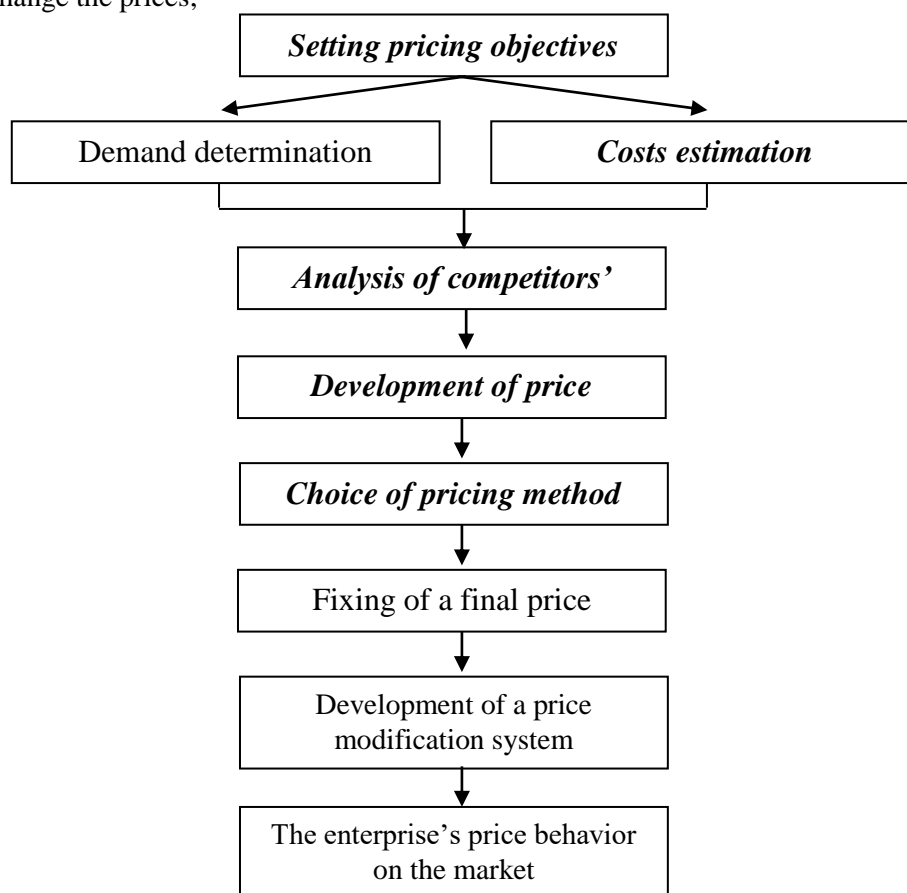 the prices;
Setting pricing objectives
Demand determination
Costs estimation
Analysis of competitors’
Development of price
Choice of pricing method
Fixing of a final price
Development of a price
modification system
The enterprise’s price behavior
on the market